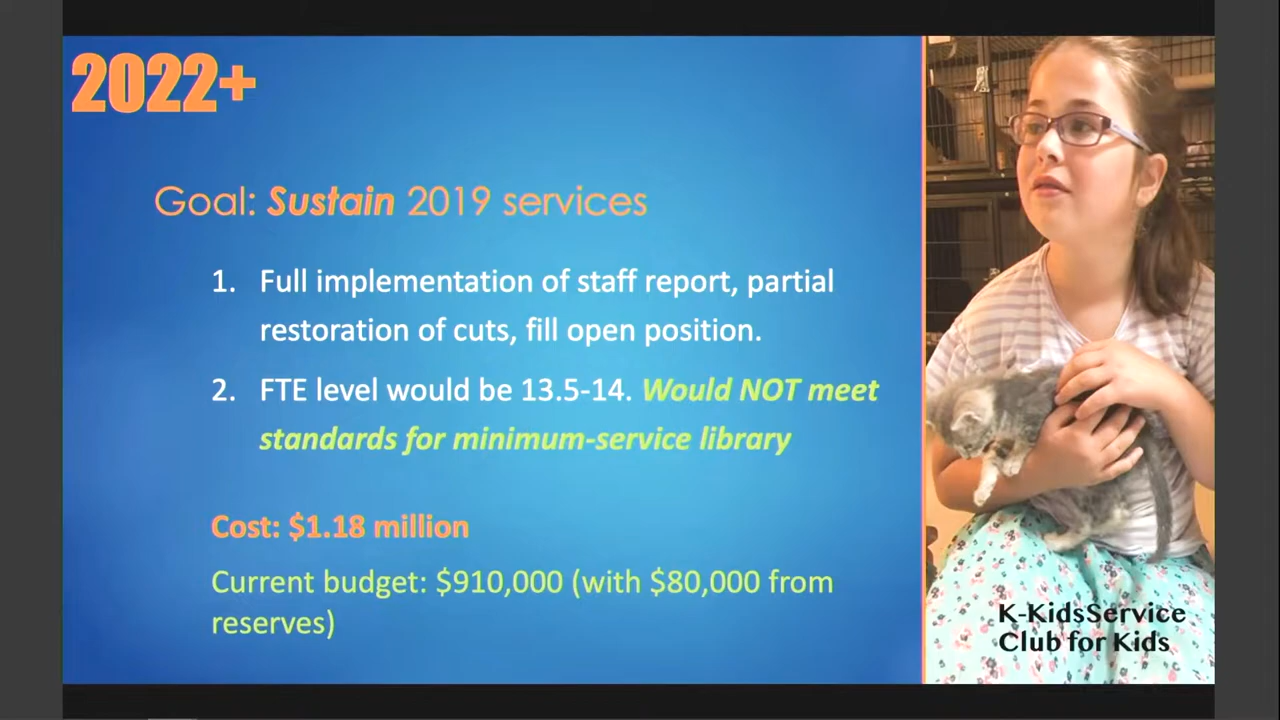 2022+
Goal: Sustain 2019 services
1. Full implementation of staff report, partial
restoration of cuts, fill open position.
2. FTE level would be 13.5-14. Would NOT meet
standards for minimum-service library
Cost: $1.18 million
Current budget: $910,000 (with $80,000 from
reserves)
K-KidsService
Club for Kids